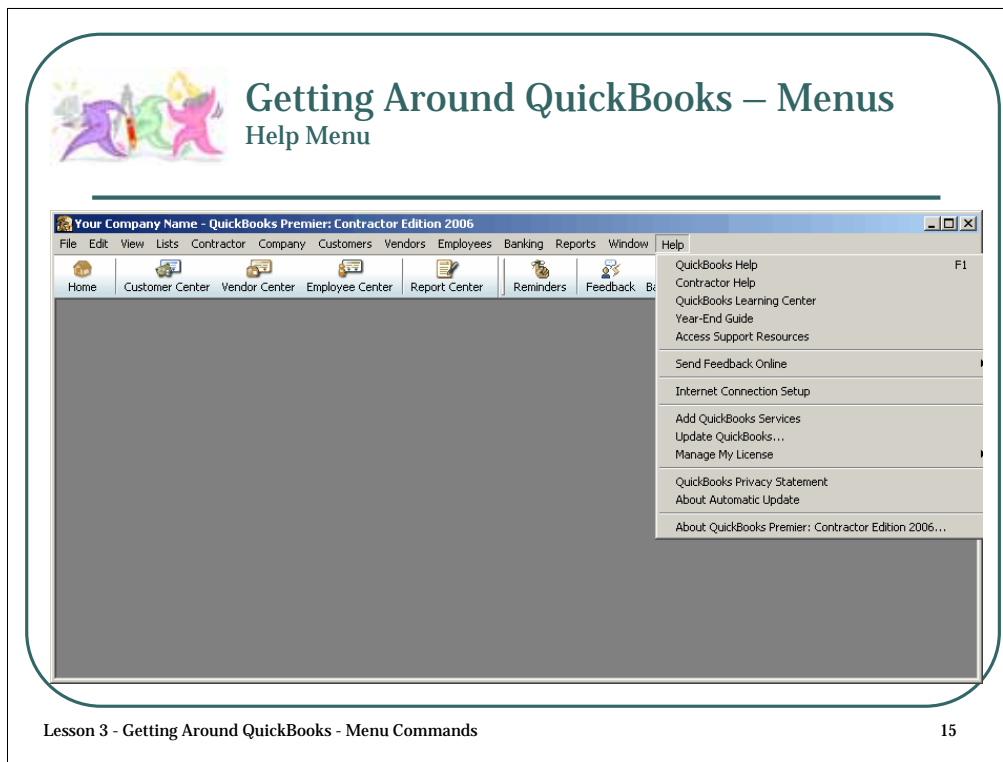 Getting Around QuickBooks – Menus
Help Menu
Your Company Name - QuickBooks Premier: Contractor Edition 2006
File Edit View Lists Contractor Company Customers Vendors Employees Banking Reports Window Help
Home Customer Center Vendor Center Employee Center Report Center Reminders Feedback
QuickBooks Help F1
Contractor Help
QuickBooks Learning Center
Year-End Guide
Access Support Resources
Send Feedback Online
Internet Connection Setup
Add QuickBooks Services
Update QuickBooks...
Manage My License
QuickBooks Privacy Statement
About Automatic Update
About QuickBooks Premier: Contractor Edition 2006...
Lesson 3 - Getting Around QuickBooks - Menu Commands 15